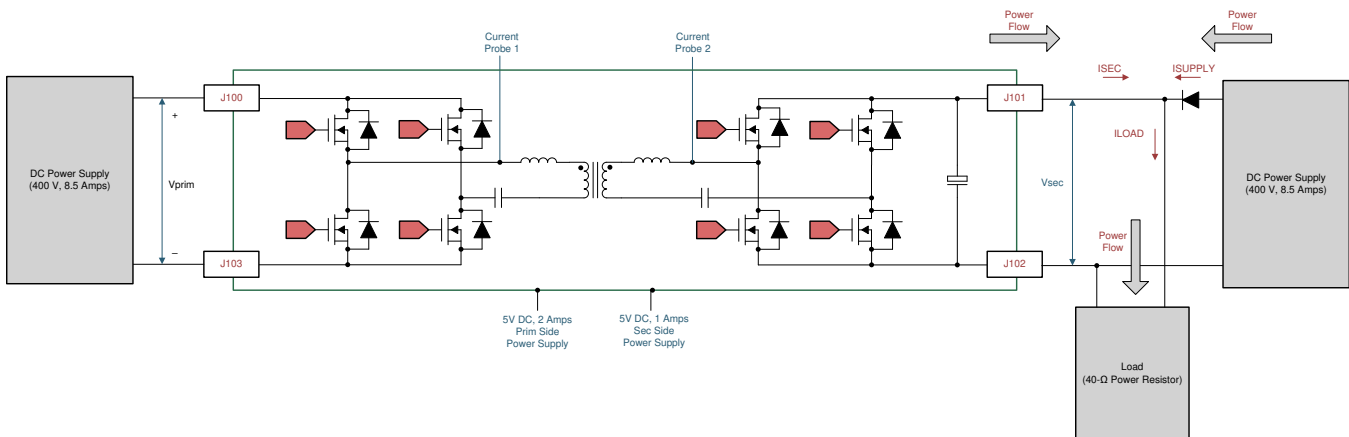 Power
Flow
Power
Flow
Current
Probe 1
Current
Probe 2
ISEC
ISUPPLY
J100
J101
+
ILOAD
DC Power Supply
(400 V, 8.5 Amps)
Vprim
Vsec
DC Power Supply
(400 V, 8.5 Amps)
Power
Flow
–
J103
J102
5V DC, 2 Amps
Prim Side
Power Supply
5V DC, 1 Amps
Sec Side
Power Supply
Load
(40-Ω Power Resistor)